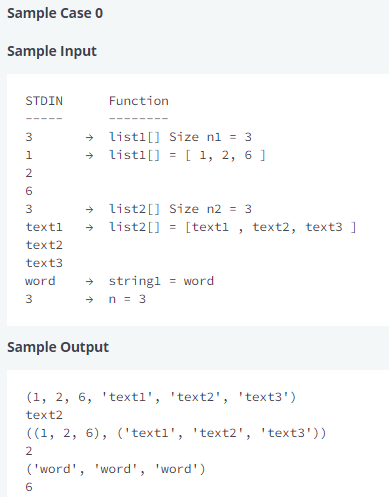 Sample Case 0
Sample Input
STDIN Function
----- --------
3 → list1[] Size n1 = 3
1 → list1[] = [ 1, 2, 6 ]
2
6
3 → list2[] Size n2 = 3
text1 → list2[] = [text1 , text2, text3 ]
text2
text3
word → string1 = word
3 → n = 3
Sample Output
(1, 2, 6, 'text1', 'text2', 'text3')
text2
((1, 2, 6), ('text1', 'text2', 'text3'))
2
('word', 'word', 'word')
6